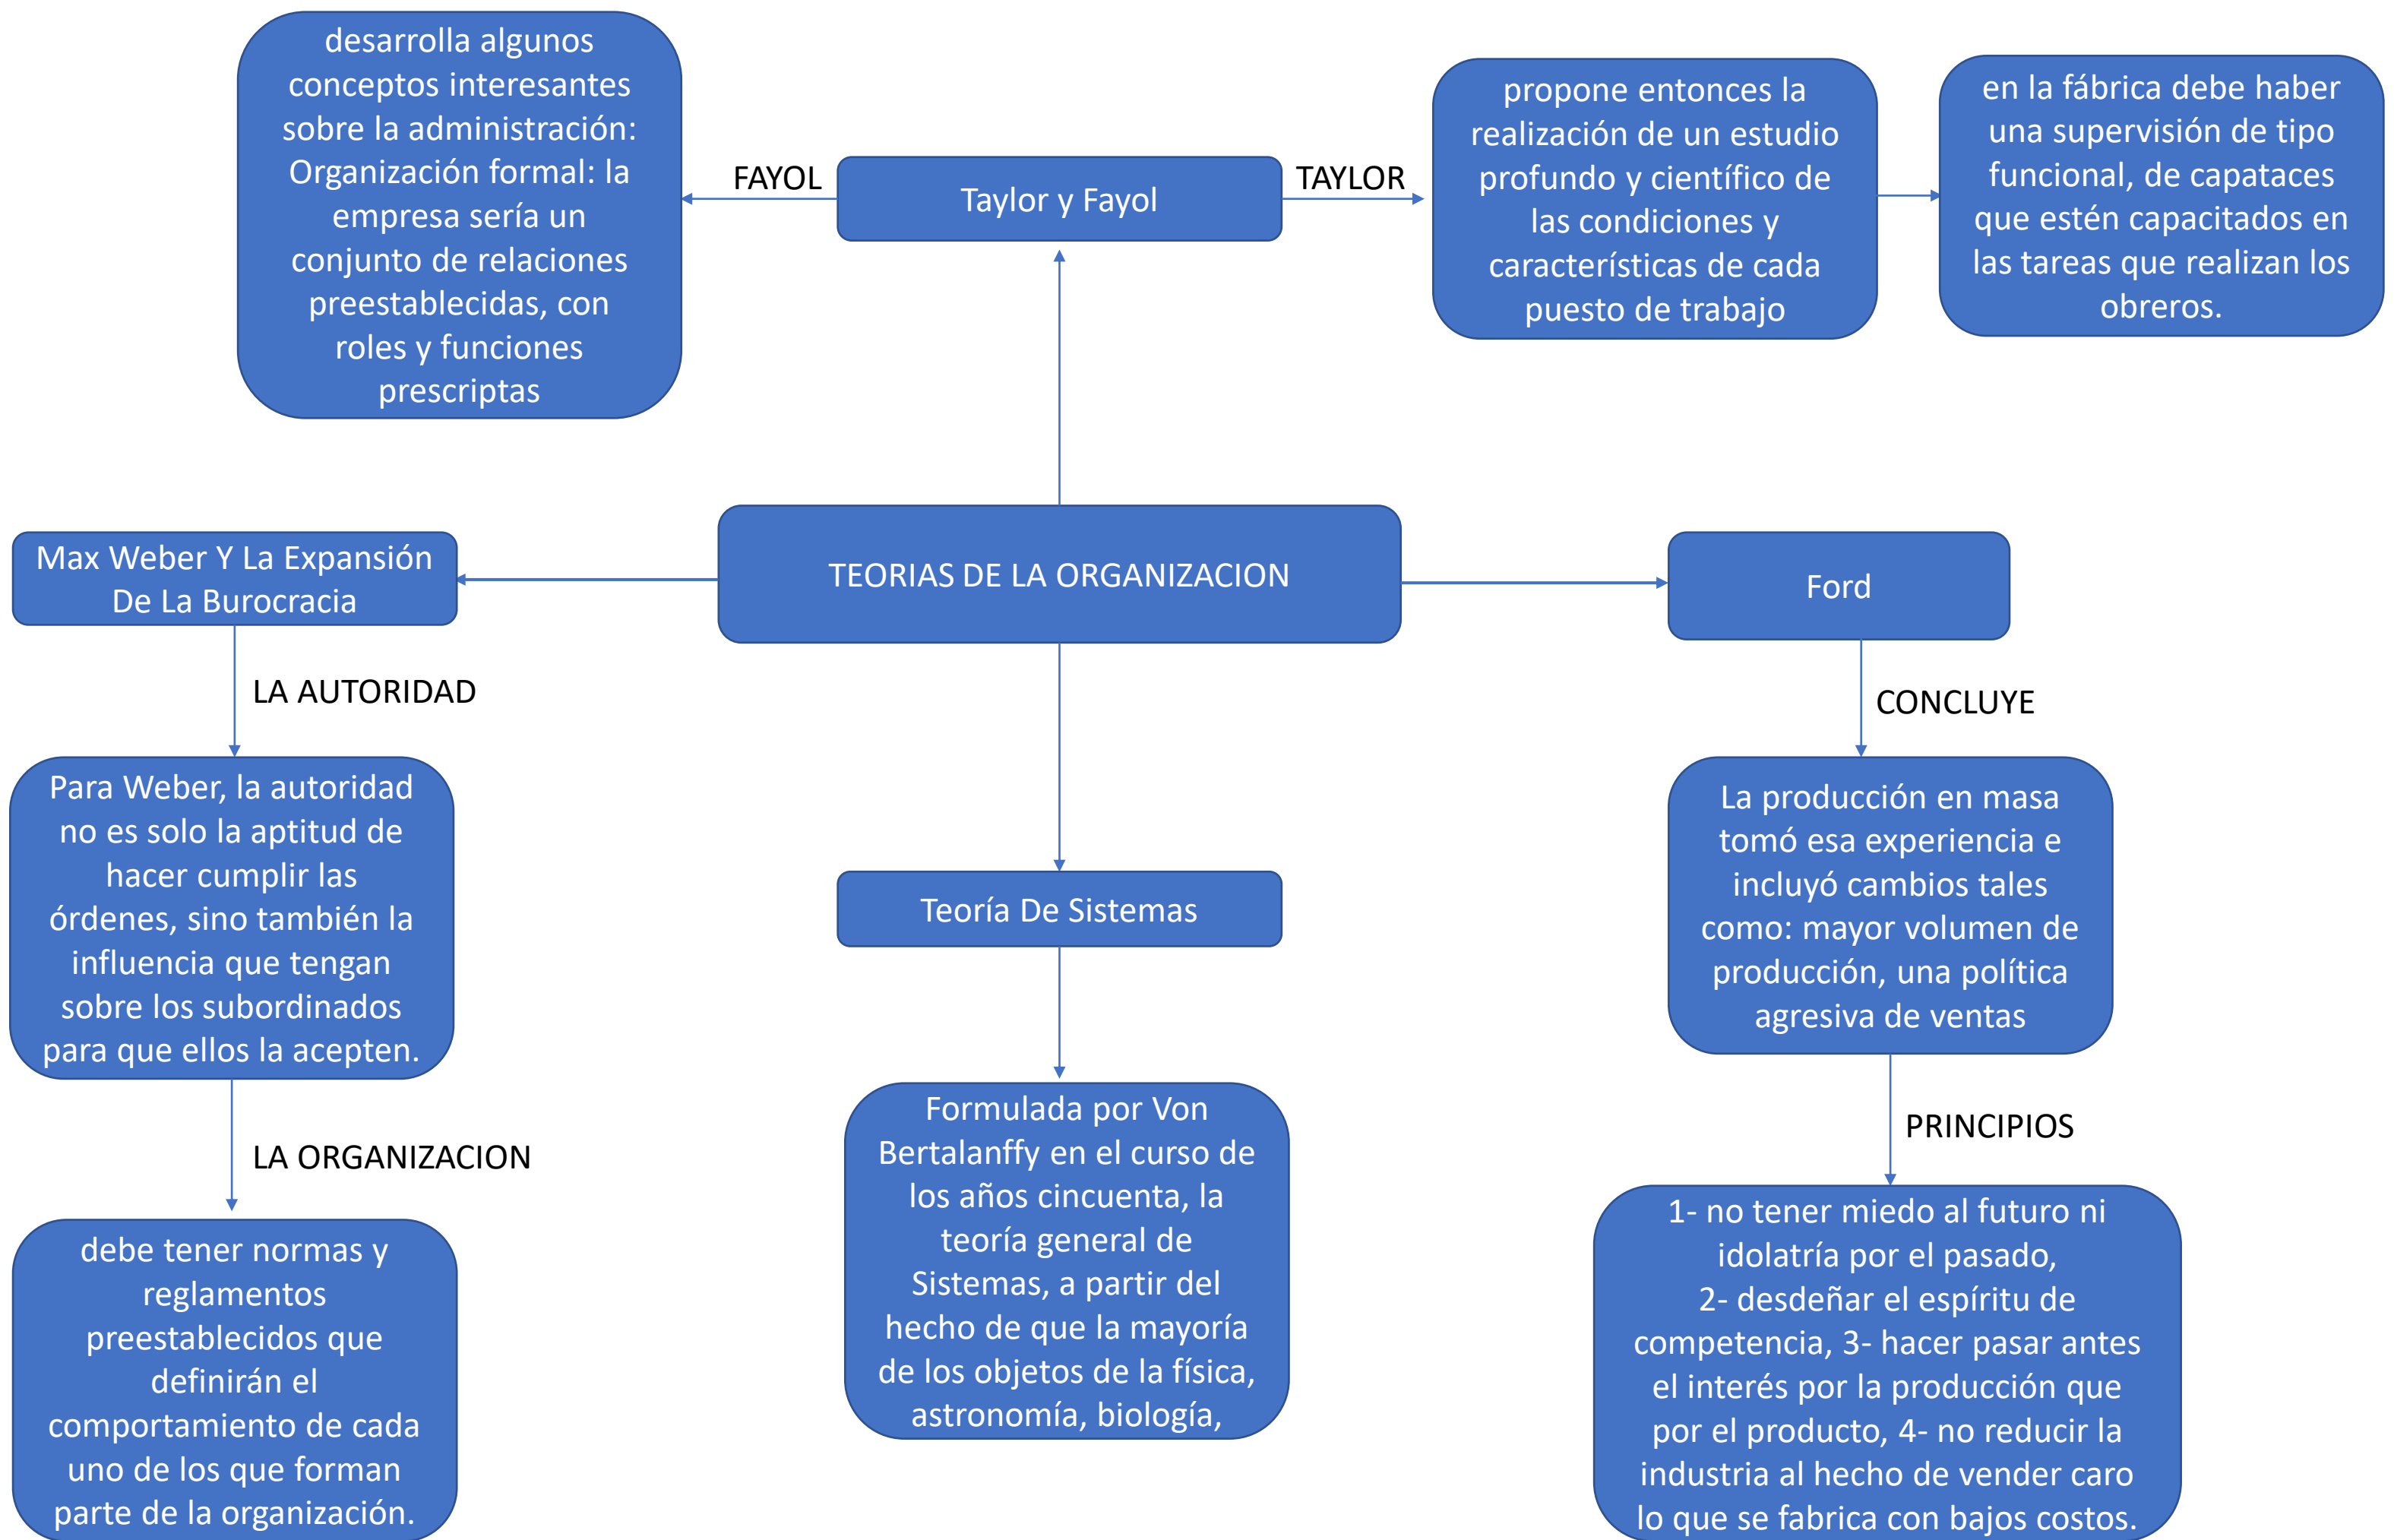 desarrolla algunos
conceptos interesantes
sobre la administración:
Organización formal: la
empresa sería un
conjunto de relaciones
preestablecidas, con
roles y funciones
prescriptas
FAYOL
Taylor y Fayol
TAYLOR
propone entonces la
realización de un estudio
profundo y científico de
las condiciones y
características de cada
puesto de trabajo
en la fábrica debe haber
una supervisión de tipo
funcional, de capataces
que estén capacitados en
las tareas que realizan los
obreros.
Max Weber Y La Expansión
De La Burocracia
TEORIAS DE LA ORGANIZACION
Ford
LA AUTORIDAD
CONCLUYE
Para Weber, la autoridad
no es solo la aptitud de
hacer cumplir las
órdenes, sino también la
influencia que tengan
sobre los subordinados
para que ellos la acepten.
La producción en masa
tomó esa experiencia e
incluyó cambios tales
como: mayor volumen de
producción, una política
agresiva de ventas
Teoría De Sistemas
LA ORGANIZACION
PRINCIPIOS
debe tener normas y
reglamentos
preestablecidos que
definirán el
comportamiento de cada
uno de los que forman
parte de la organización.
Formulada por Von
Bertalanffy en el curso de
los años cincuenta, la
teoría general de
Sistemas, a partir del
hecho de que la mayoría
de los objetos de la física,
astronomía, biología,
1- no tener miedo al futuro ni
idolatría por el pasado,
2- desdeñar el espíritu de
competencia, 3- hacer pasar antes
el interés por la producción que
por el producto, 4- no reducir la
industria al hecho de vender caro
lo que se fabrica con bajos costos.